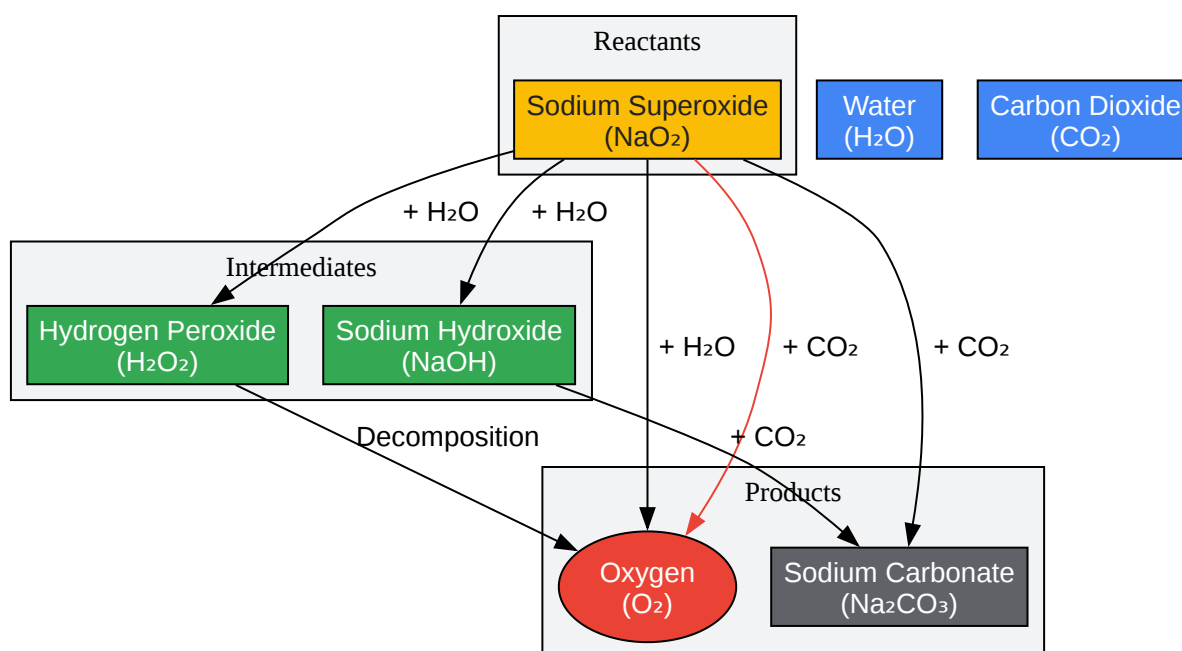 Reactants
Sodium Superoxide
(NaO₂)
Water
(H₂O)
Carbon Dioxide
(CO₂)
+ H₂O
+ H₂O
Intermediates
Hydrogen Peroxide
(H₂O₂)
Sodium Hydroxide
(NaOH)
+ H₂O
+ CO₂
+ CO₂
Decomposition
+ CO₂
Products
Oxygen
(O₂)
Sodium Carbonate
(Na₂CO₃)